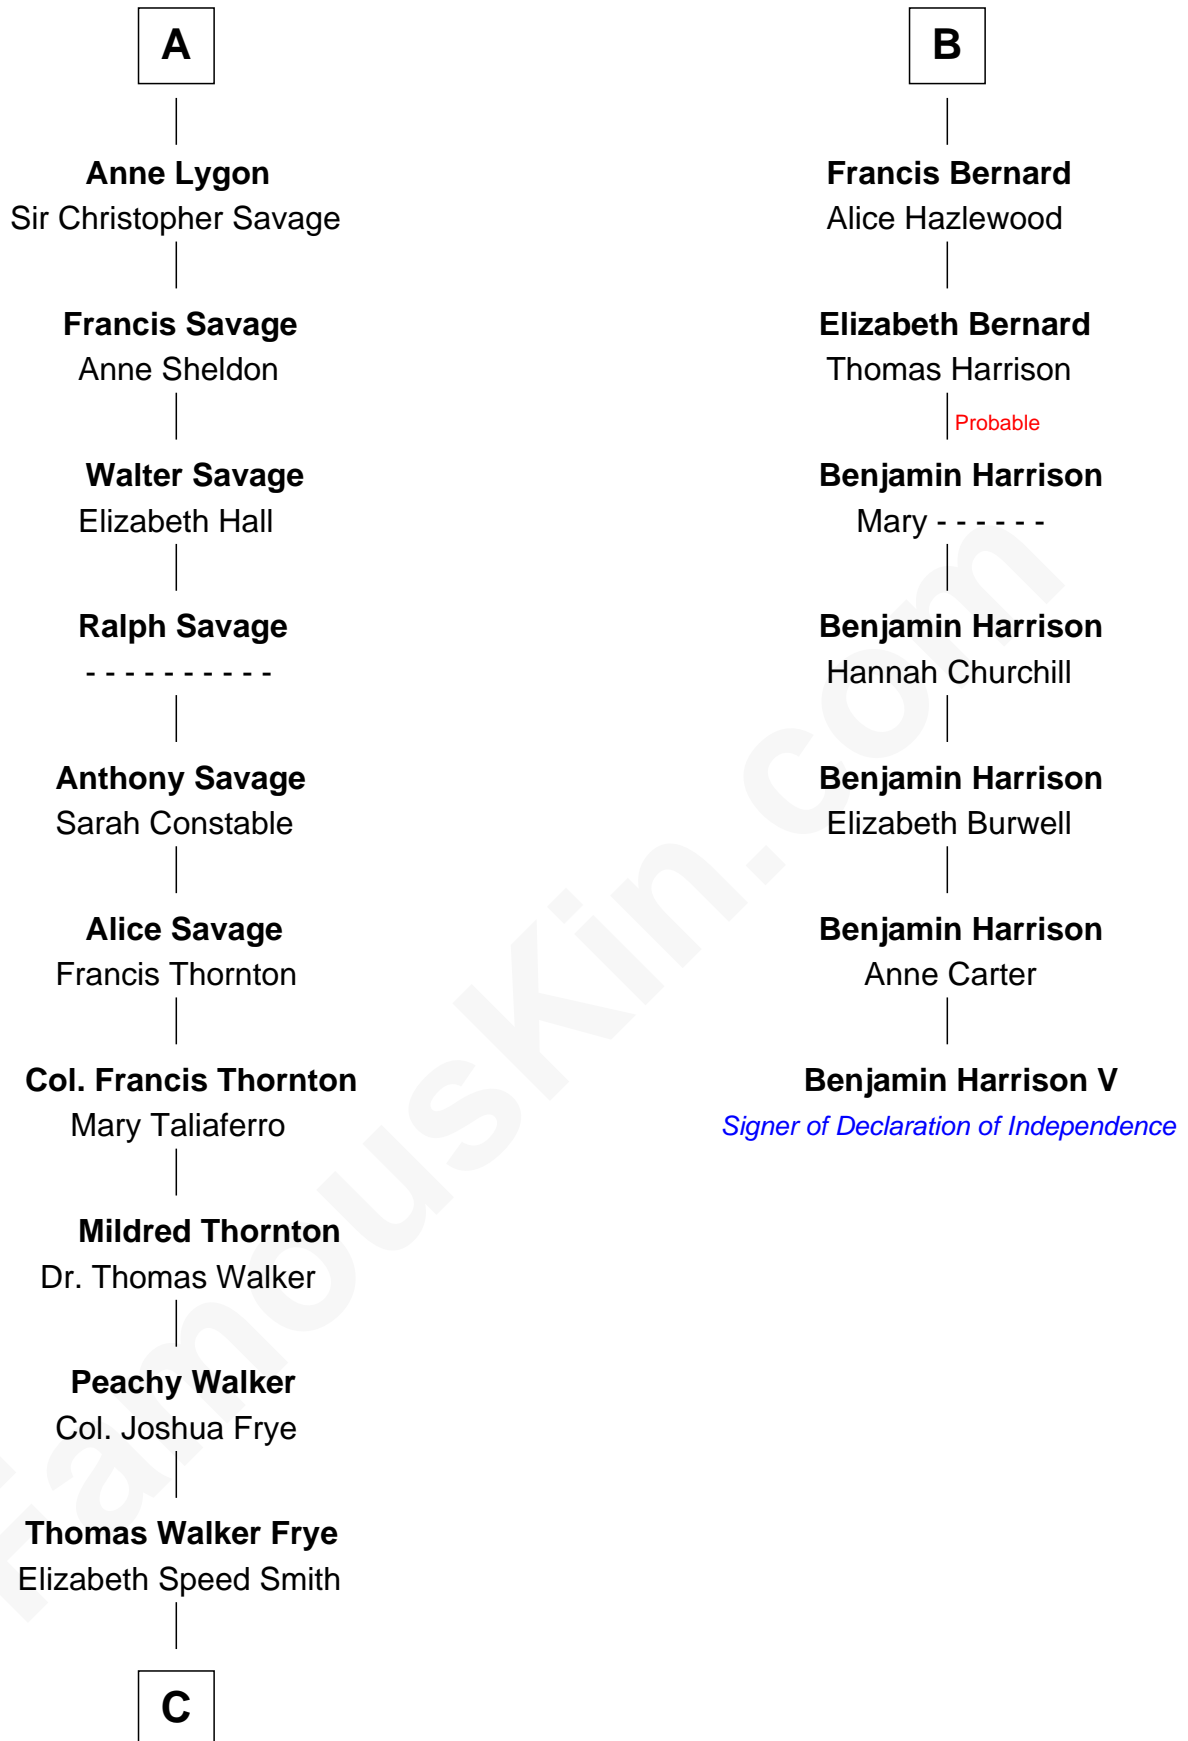 A
Anne Lygon
Sir Christopher Savage
Francis Savage
Anne Sheldon
Walter Savage
Elizabeth Hall
Ralph Savage
- - - - - - - - - -
Anthony Savage
Sarah Constable
Alice Savage
Francis Thornton
Col. Francis Thornton
Mary Taliaferro
Mildred Thornton
Dr. Thomas Walker
Peachy Walker
Col. Joshua Frye
Thomas Walker Frye
Elizabeth Speed Smith
C
B
Francis Bernard
Alice Hazlewood
Elizabeth Bernard
Thomas Harrison
Probable
Benjamin Harrison
Mary - - - - - -
Benjamin Harrison
Hannah Churchill
Benjamin Harrison
Elizabeth Burwell
Benjamin Harrison
Anne Carter
Benjamin Harrison V
Signer of Declaration of Independence
FamousKin.com